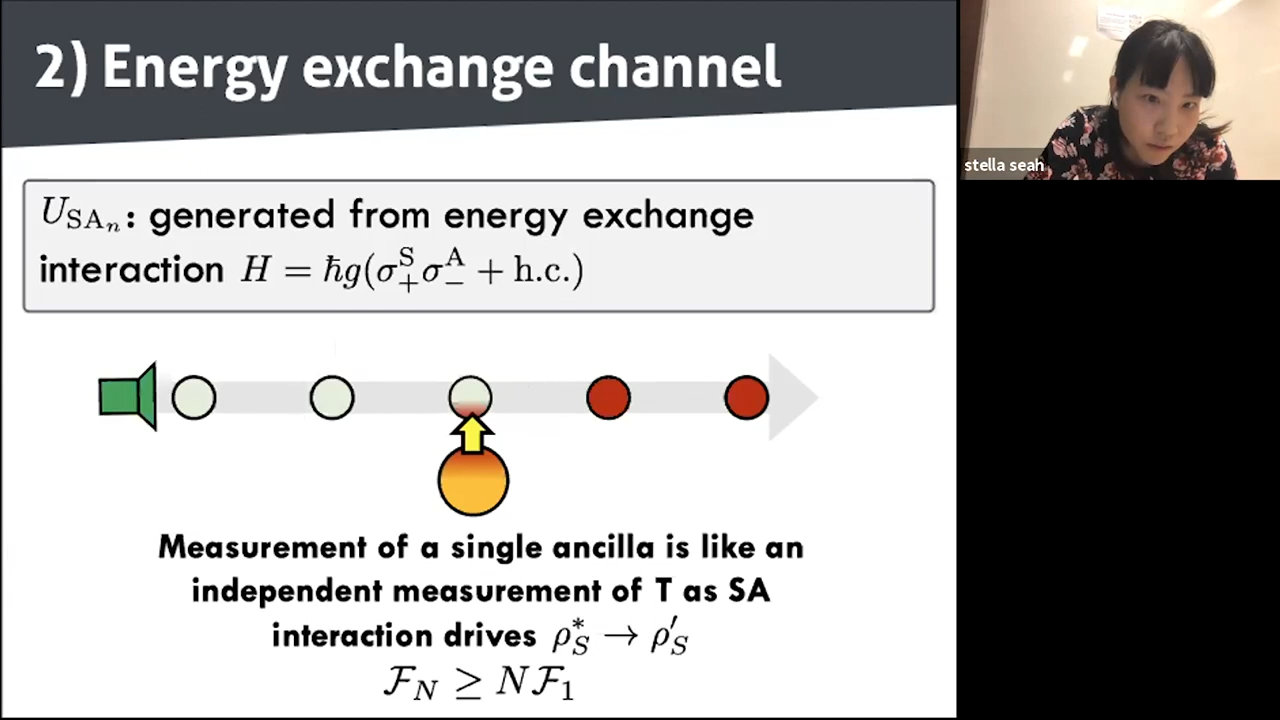 2) Energy exchange channel
stella seah
U_{SA_n}: generated from energy exchange
interaction H = ħg(σ_+^S σ_-^A + h.c.)
Measurement of a single ancilla is like an
independent measurement of T as SA
interaction drives ρ_S^* → ρ_S'
ℱ_N ≥ Nℱ_1